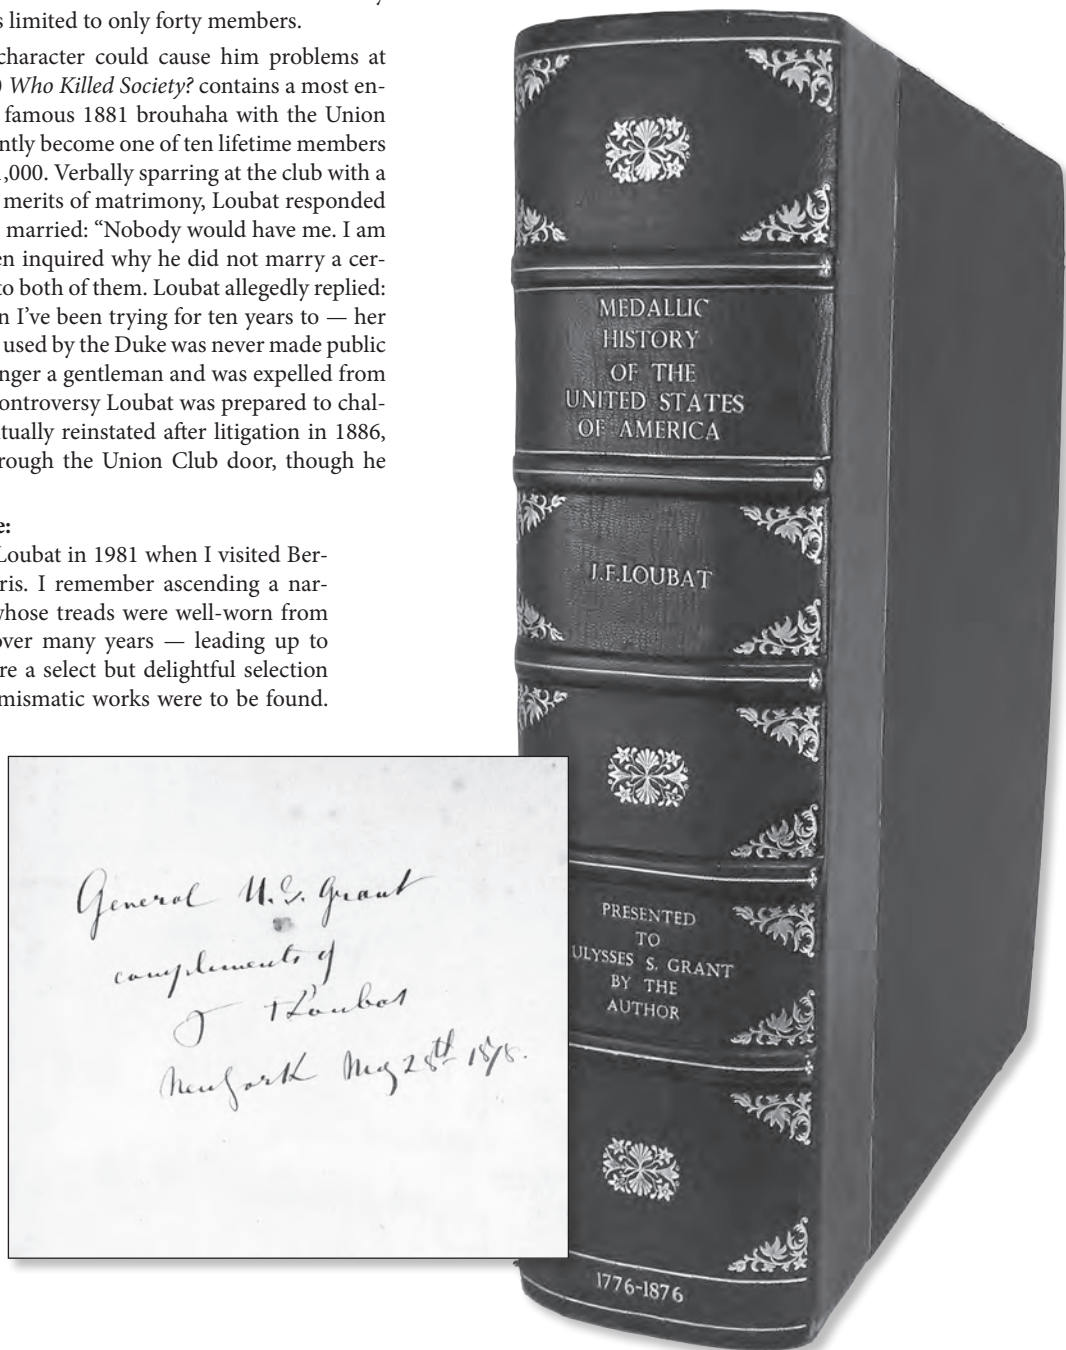 s limited to only forty members.
character could cause him problems at
Who Killed Society? contains a most en-
famous 1881 brouhaha with the Union
ntly become one of ten lifetime members
,000. Verbally sparring at the club with a
merits of matrimony, Loubat responded
married: “Nobody would have me. I am
en inquired why he did not marry a cer-
to both of them. Loubat allegedly replied:
n I’ve been trying for ten years to — her
used by the Duke was never made public
nger a gentleman and was expelled from
ontroversy Loubat was prepared to chal-
tually reinstated after litigation in 1886,
rough the Union Club door, though he
e:
Loubat in 1981 when I visited Ber-
ris. I remember ascending a nar-
whose treads were well-worn from
over many years — leading up to
re a select but delightful selection
mismatic works were to be found.
MEDALLIC
HISTORY
OF THE
UNITED STATES
OF AMERICA
J.F.LOUBAT
PRESENTED
TO
ULYSSES S. GRANT
BY THE
AUTHOR
1776-1876
General U.S. Grant
compliments of
J F Loubat
New York May 28th 1878.